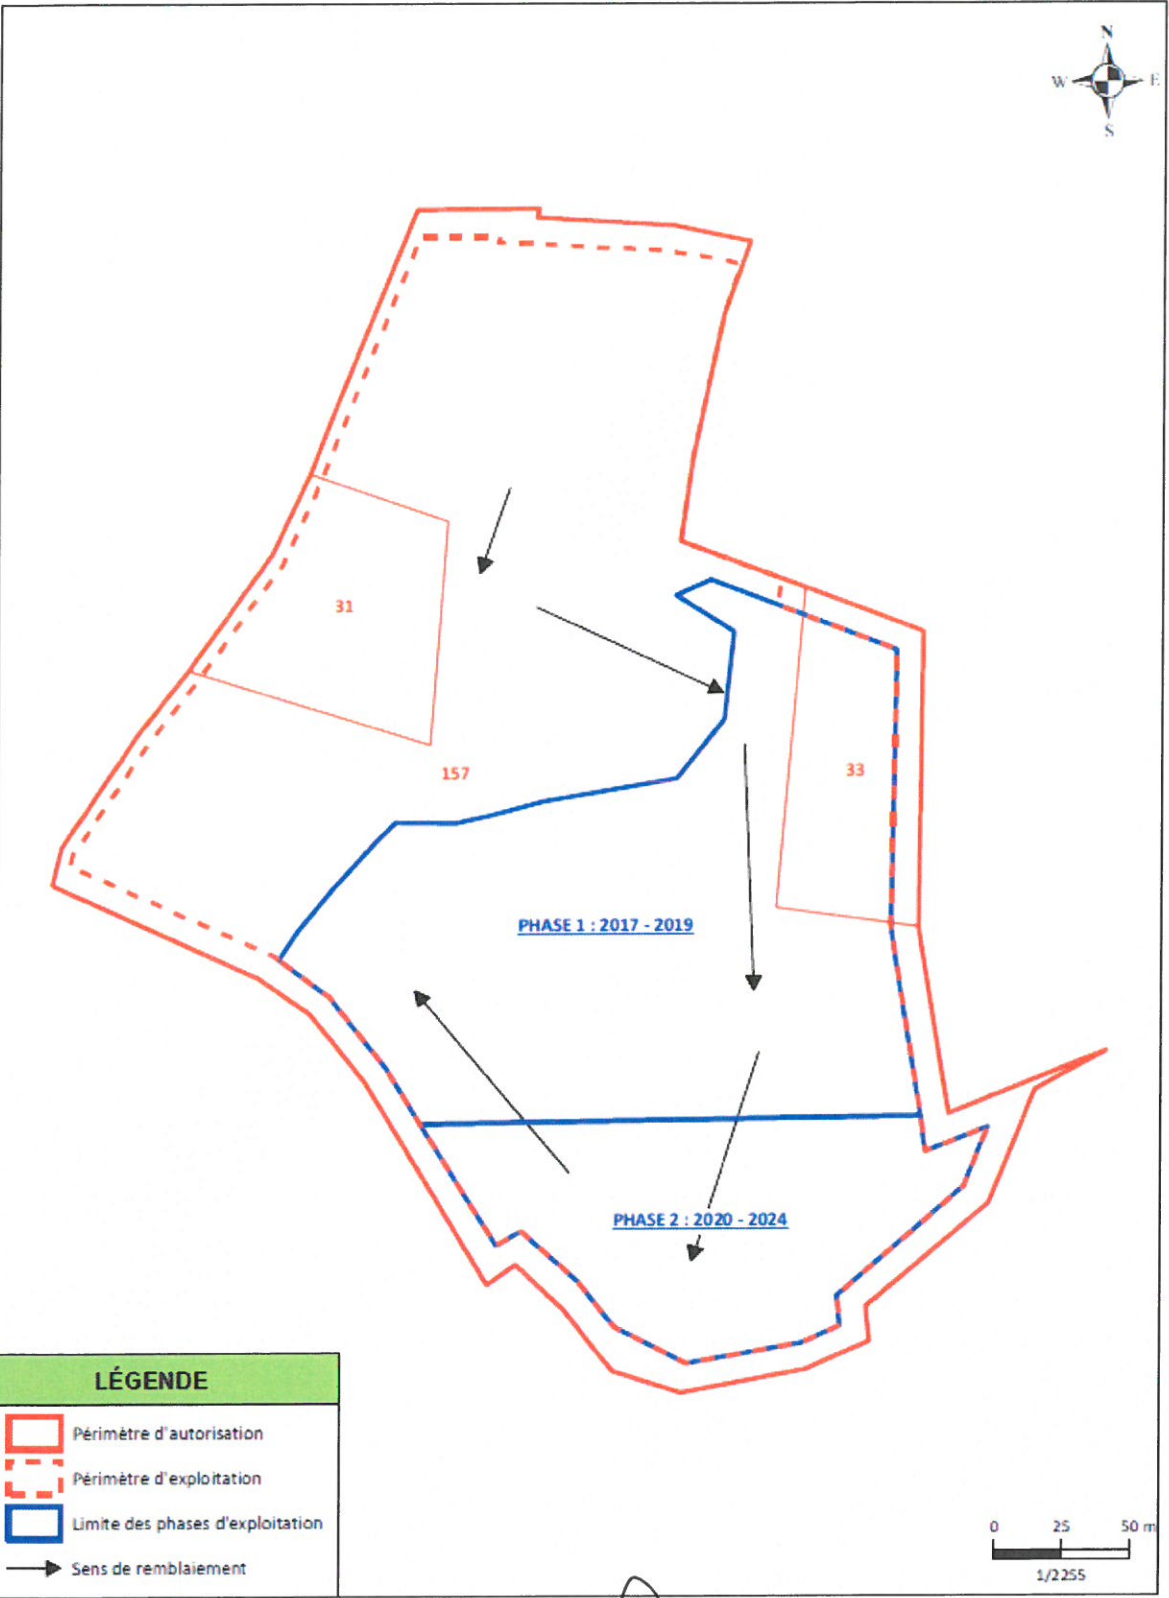 N
W E
S
31
157
33
PHASE 1 : 2017 - 2019
PHASE 2 : 2020 - 2024
LÉGENDE
Périmètre d'autorisation
Périmètre d'exploitation
Limite des phases d'exploitation
Sens de remblaiement
0 25 50 m
1/2255